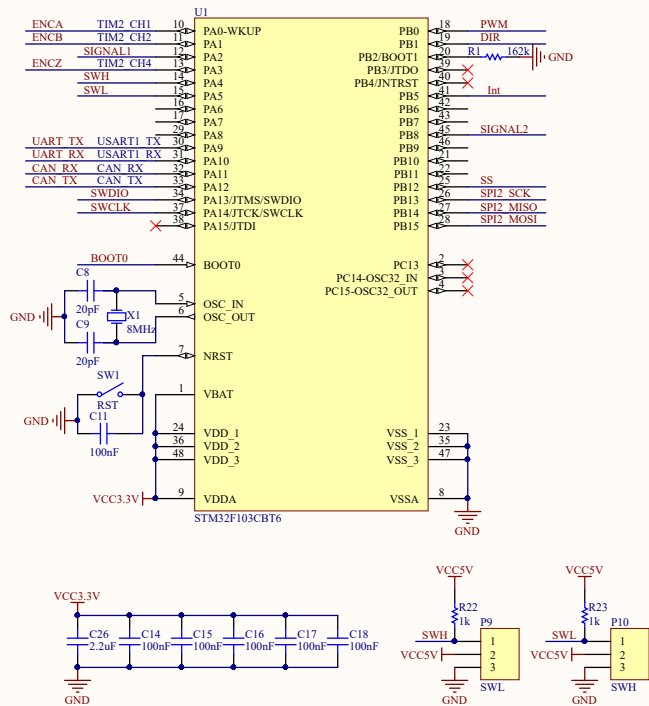 U1
ENCA TIM2_CH1 10 PA0-WKUP PB0 18 PWM
ENCB TIM2_CH2 11 PA1 PB1 19 DIR
SIGNAL1 12 PA2 PB2/BOOT1 20 R1 162k GND
ENCZ TIM2_CH4 13 PA3 PB3/JTDO 39
SWH 14 PA4 PB4/JNTRST 40
SWL 15 PA5 PB5 41 Int
16 PA6 PB6 42
17 PA7 PB7 43
29 PA8 PB8 45 SIGNAL2
UART_TX USART1_TX 30 PA9 PB9 46
UART_RX USART1_RX 31 PA10 PB10 21
CAN_RX CAN_RX 32 PA11 PB11 22
CAN_TX CAN_TX 33 PA12 PB12 25 SS
SWDIO 34 PA13/JTMS/SWDIO PB13 26 SPI2_SCK
SWCLK 37 PA14/JTCK/SWCLK PB14 27 SPI2_MISO
38 PA15/JTDI PB15 28 SPI2_MOSI
BOOT0 44 BOOT0 PC13 2
C8 PC14-OSC32_IN 3
20pF 5 OSC_IN PC15-OSC32_OUT 4
GND X1 6 OSC_OUT
C9 8MHz
20pF
7 NRST
SW1
RST 1 VBAT
C11
GND
100nF
24 VDD_1 VSS_1 23
36 VDD_2 VSS_2 35
48 VDD_3 VSS_3 47
VCC3.3V 9 VDDA VSSA 8
STM32F103CBT6 GND
VCC5V VCC5V
VCC3.3V
R22 P9 R23 P10
1k 1k
C26 C14 C15 C16 C17 C18 SWH 1 SWL 1
2.2uF 100nF 100nF 100nF 100nF 100nF VCC5V 2 VCC5V 2
3 3
GND GND SWL GND SWH